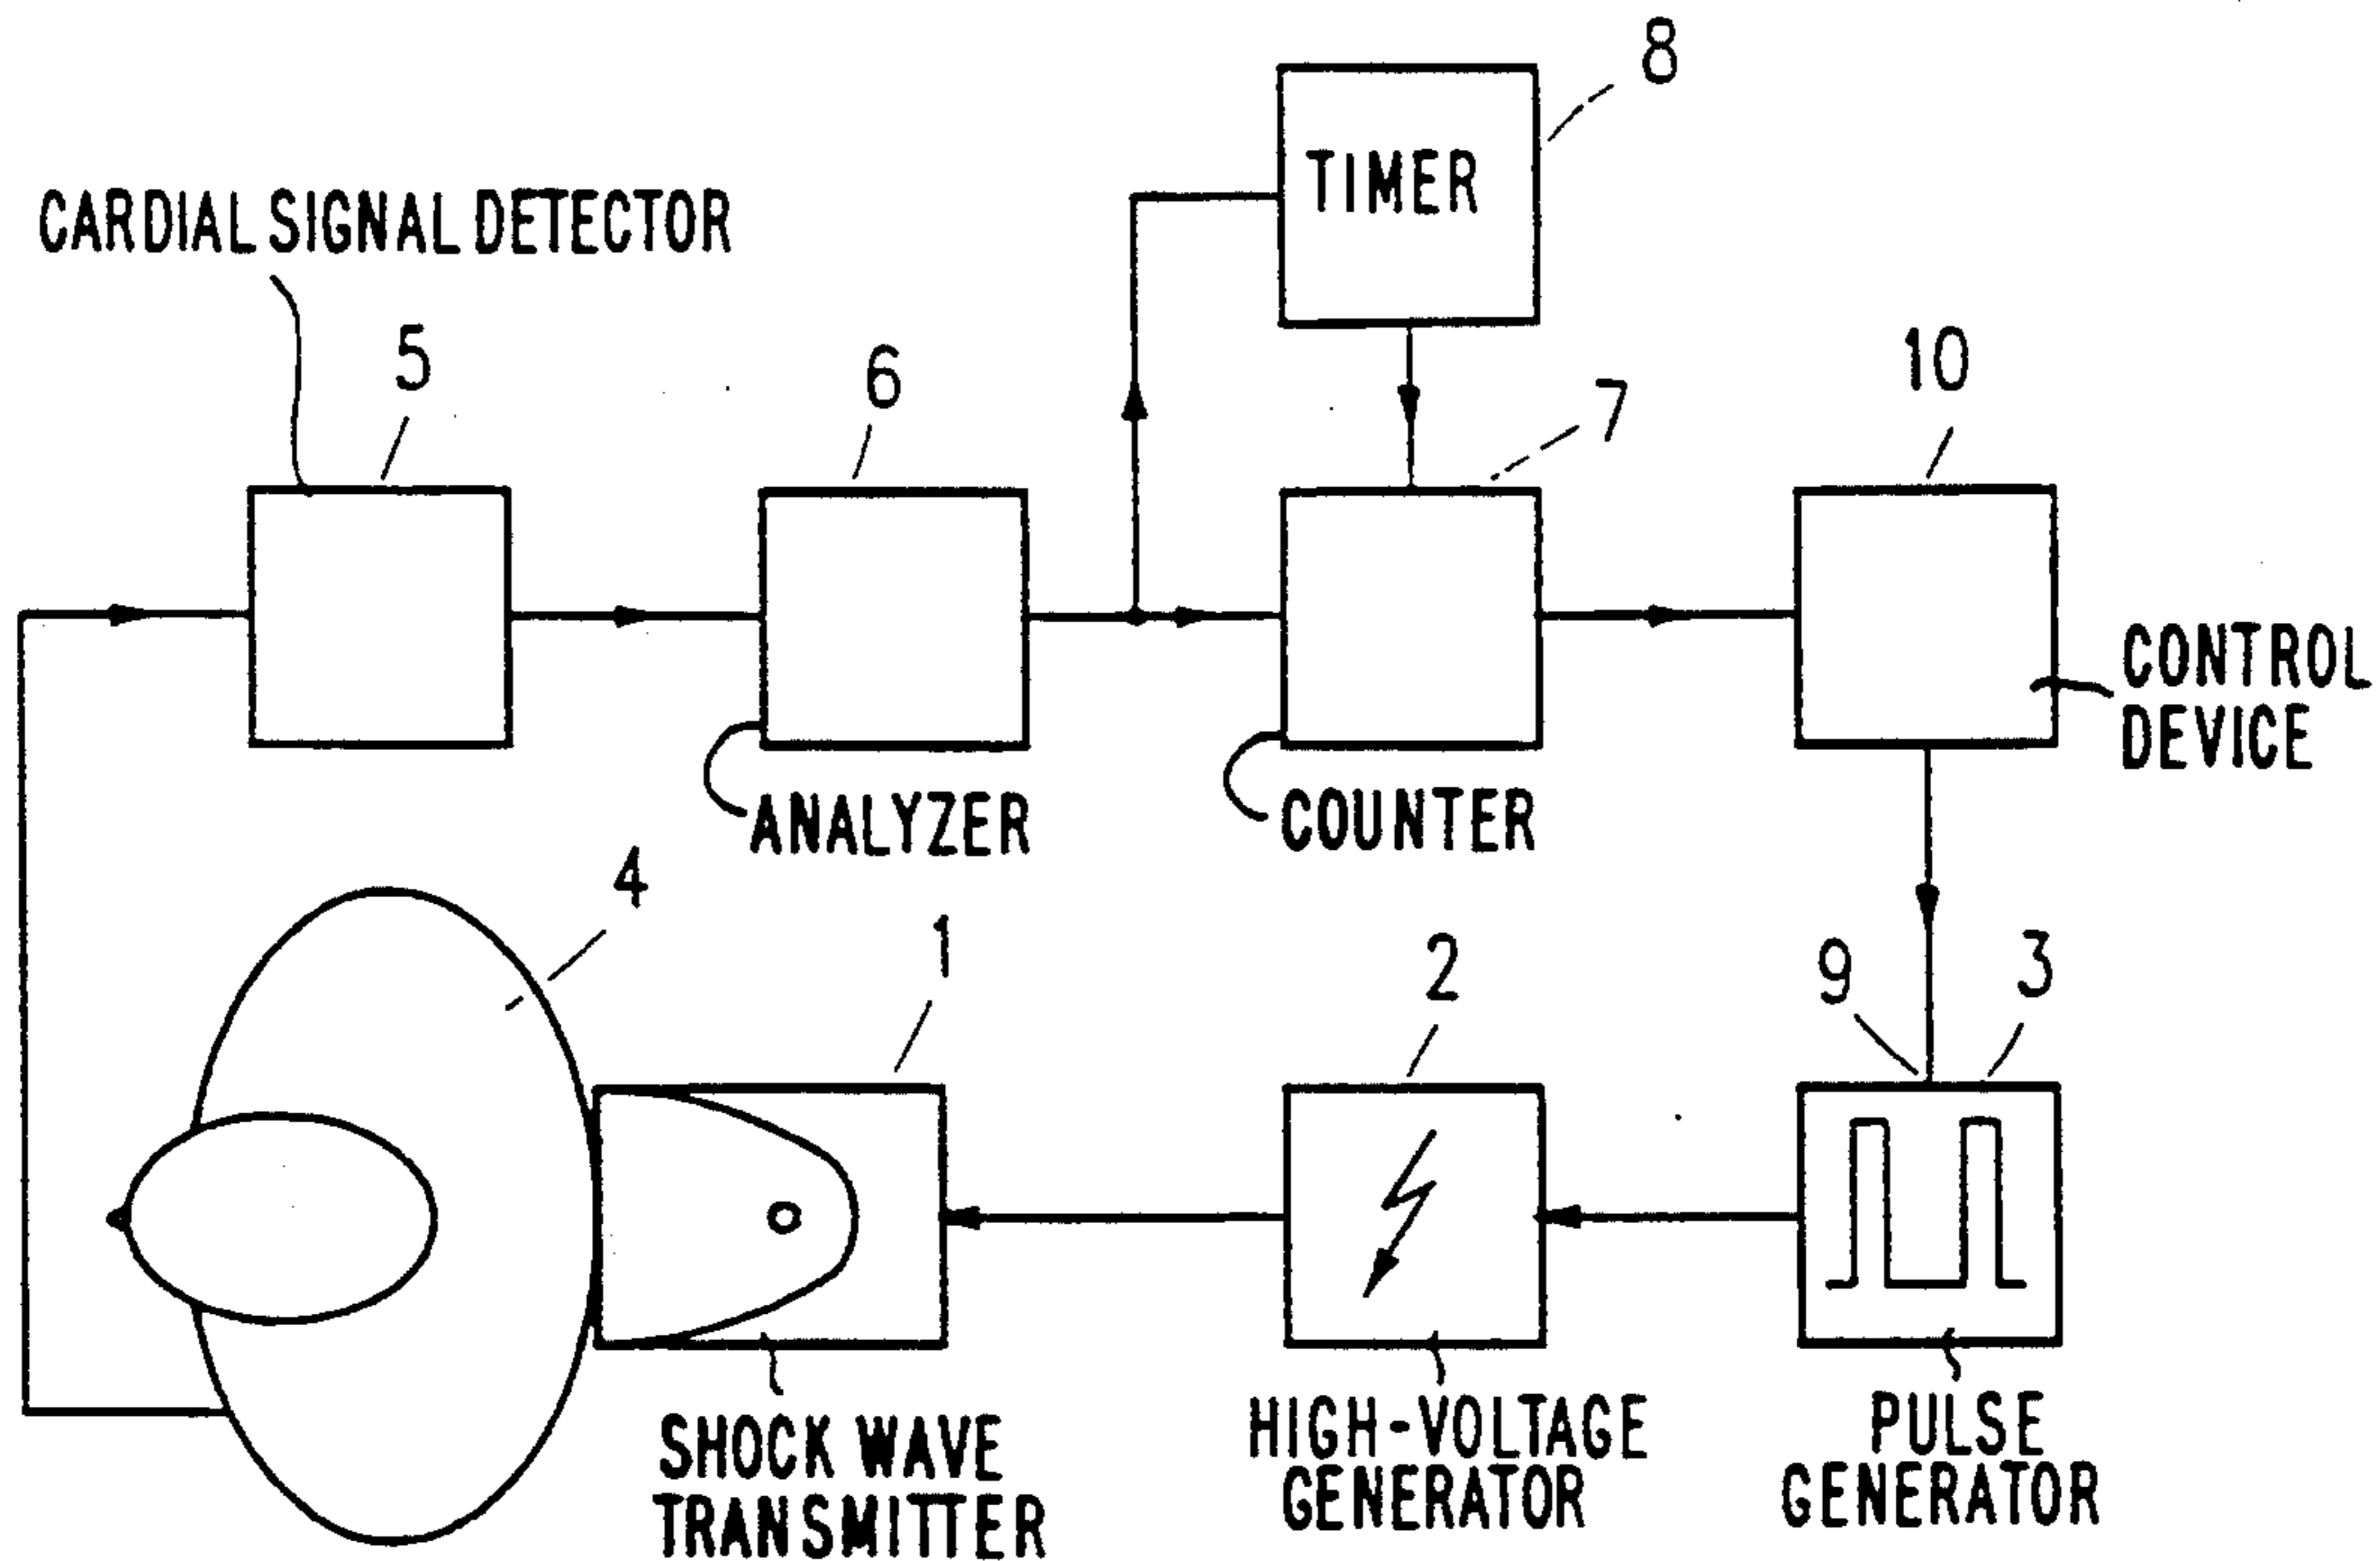 8
TIMER
CARDIAL SIGNAL DETECTOR
5
6
7
10
CONTROL
DEVICE
ANALYZER
COUNTER
4
1
2
9
3
SHOCK WAVE
TRANSMITTER
HIGH-VOLTAGE
GENERATOR
PULSE
GENERATOR